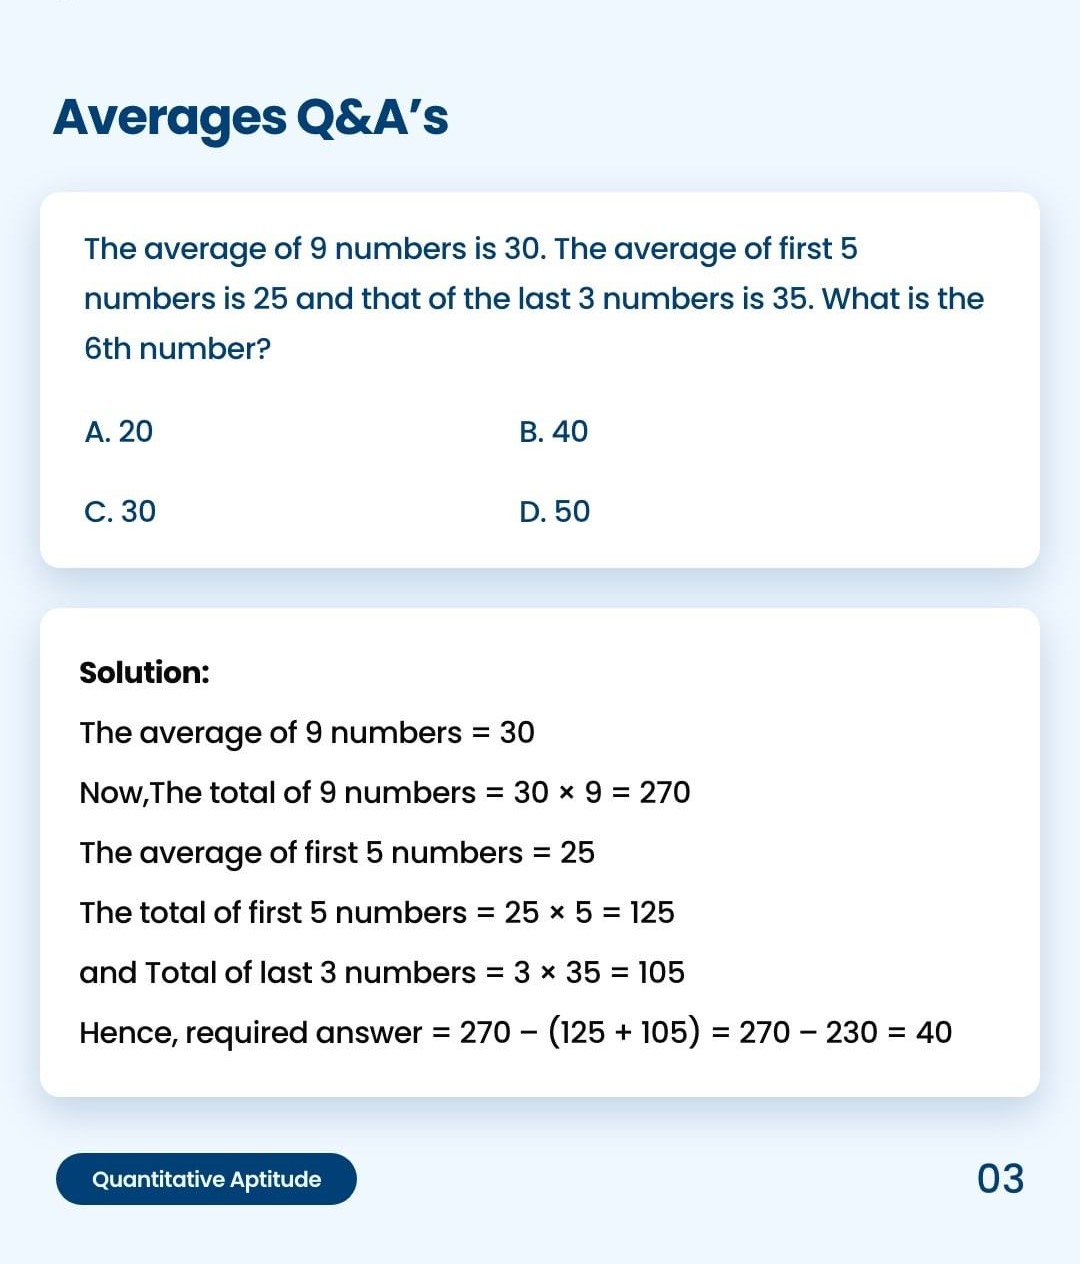 Averages Q&A’s
The average of 9 numbers is 30. The average of first 5
numbers is 25 and that of the last 3 numbers is 35. What is the
6th number?
A. 20
B. 40
C. 30
D. 50
Solution:
The average of 9 numbers = 30
Now,The total of 9 numbers = 30 × 9 = 270
The average of first 5 numbers = 25
The total of first 5 numbers = 25 × 5 = 125
and Total of last 3 numbers = 3 × 35 = 105
Hence, required answer = 270 – (125 + 105) = 270 – 230 = 40
Quantitative Aptitude
03